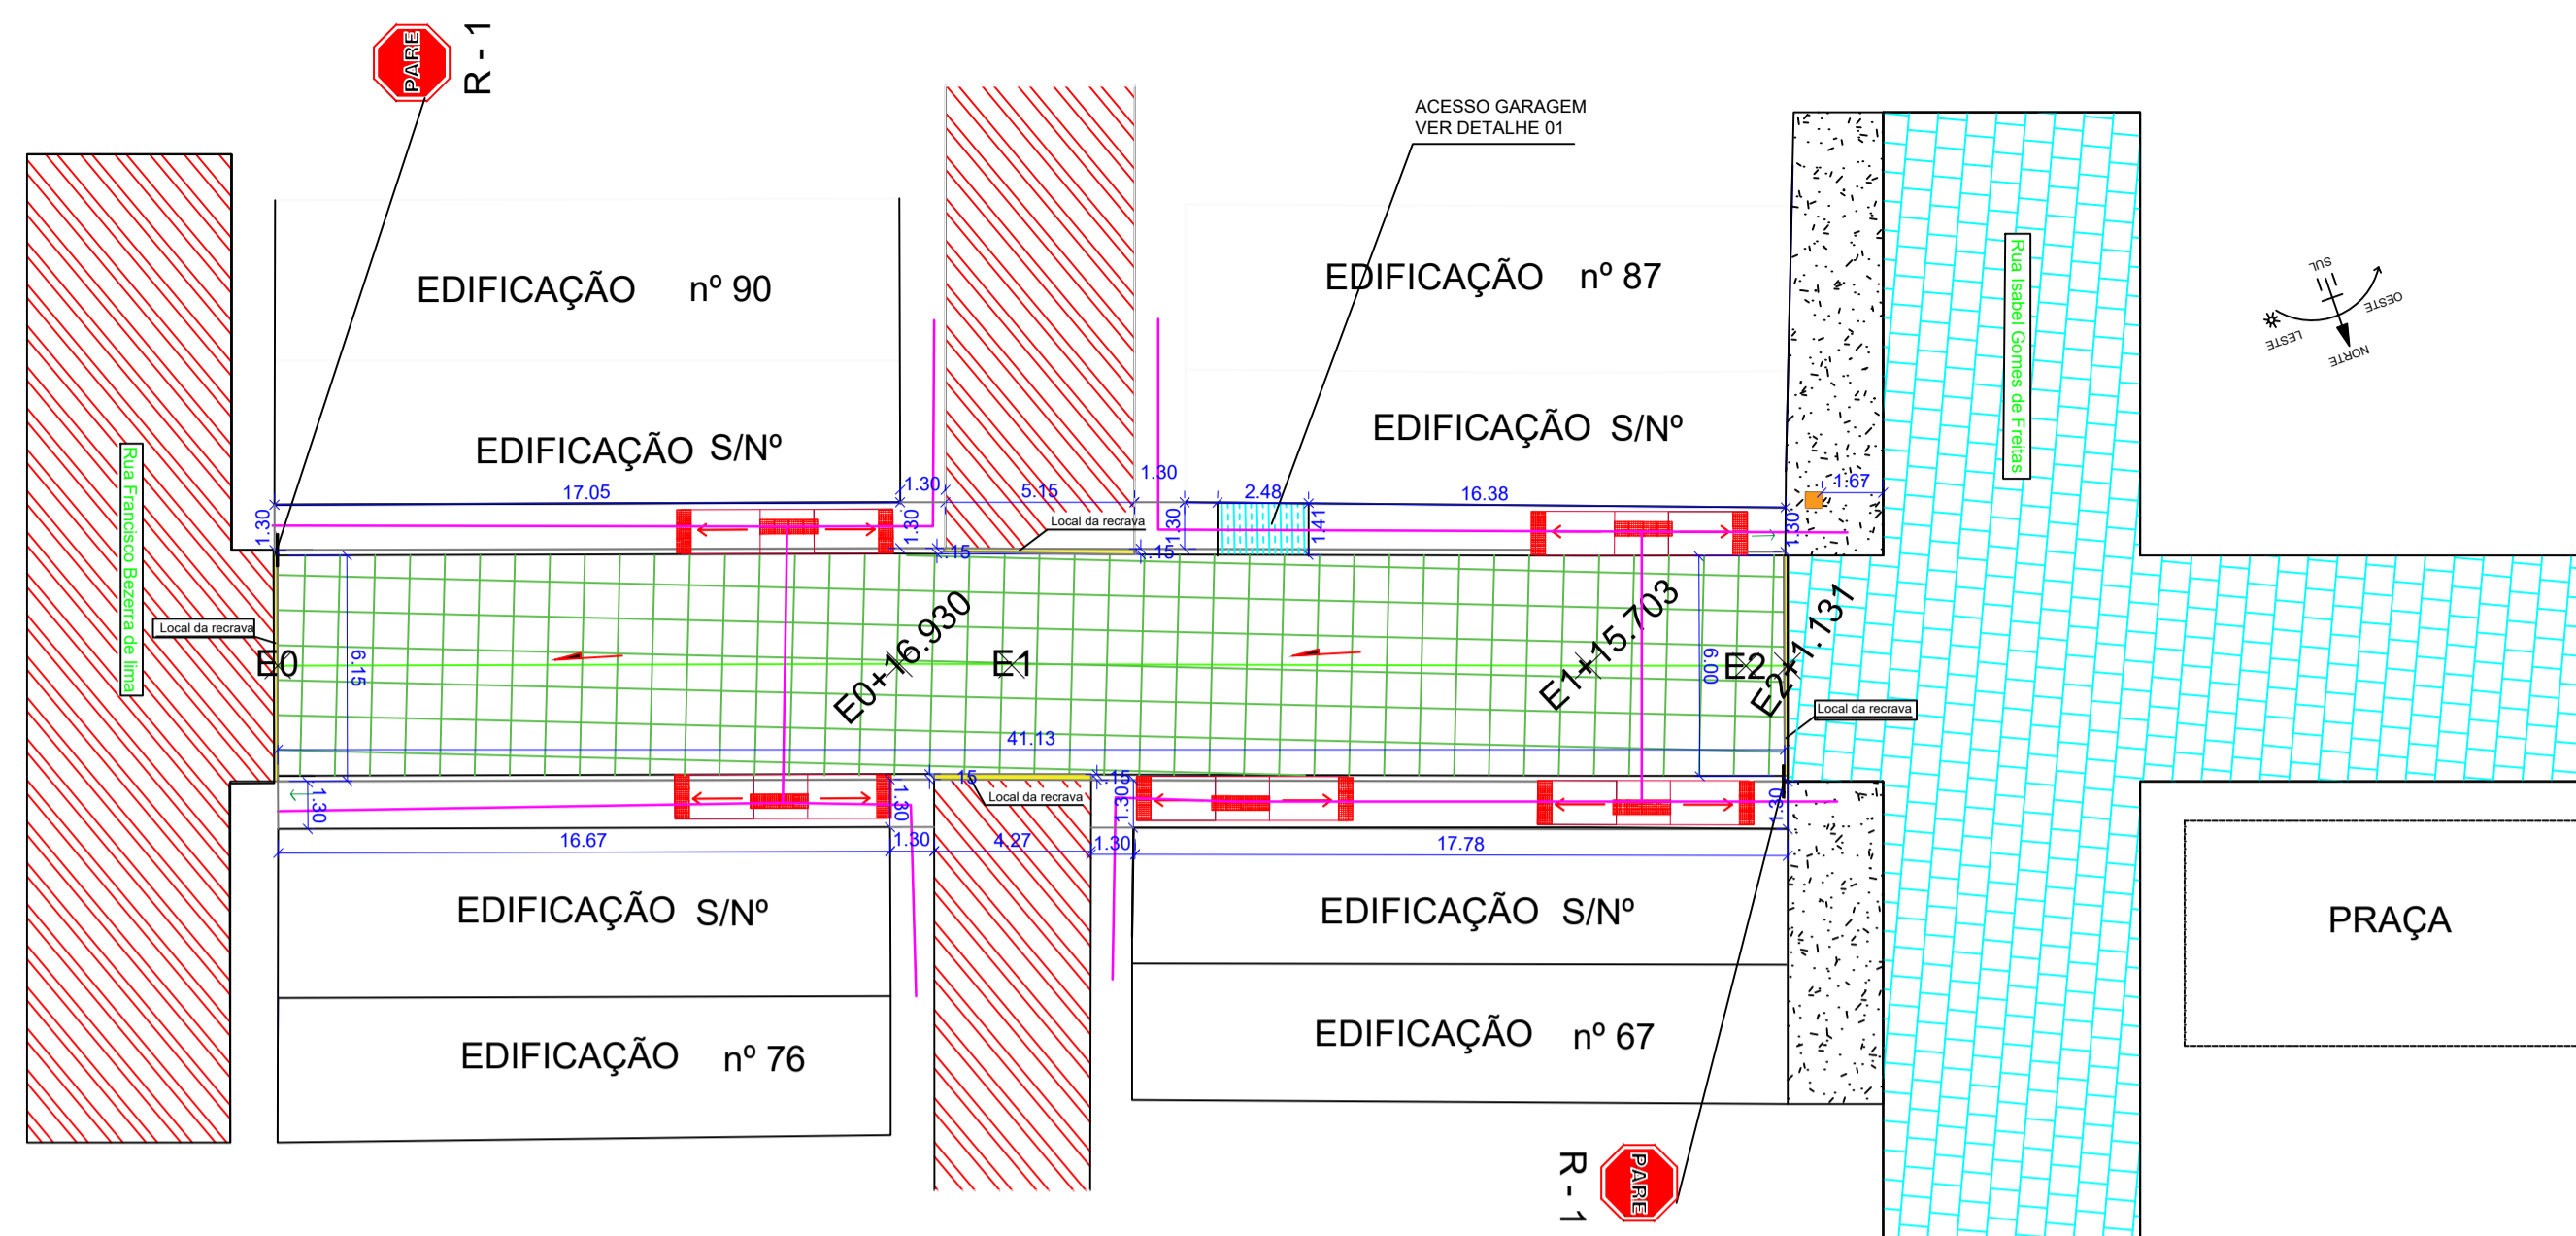 PARE
R - 1
ACESSO GARAGEM
VER DETALHE 01
EDIFICAÇÃO nº 90
EDIFICAÇÃO nº 87
EDIFICAÇÃO S/Nº
EDIFICAÇÃO S/Nº
Rua Francisco Bezerra de lima
Rua Isabel Gomes de Freitas
SUL
OESTE
LESTE
NORTE
17.05
1.30
5.15
1.30
2.48
16.38
1.67
1.30
1.30
Local da recrava
1.30
1.41
1.30
.15
.15
Local da recrava
E0
6.15
E0+16.930
E1
E1+15.703
6.00
E2
E2+1.131
Local da recrava
41.13
.15
.15
Local da recrava
1.30
1.30
1.30
1.30
16.67
1.30
4.27
1.30
17.78
EDIFICAÇÃO S/Nº
EDIFICAÇÃO S/Nº
PRAÇA
EDIFICAÇÃO nº 76
EDIFICAÇÃO nº 67
R - 1
PARE